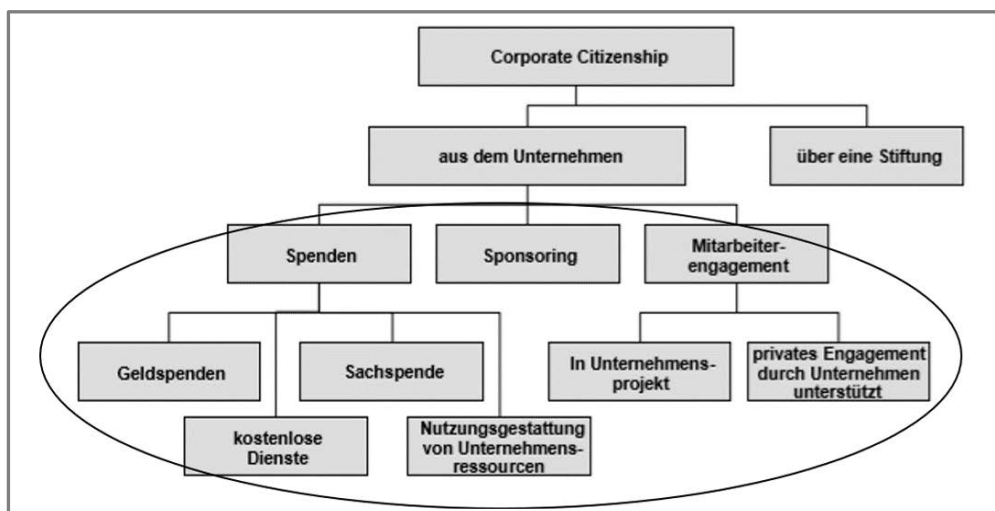 Corporate Citizenship
aus dem Unternehmen
über eine Stiftung
Spenden
Sponsoring
Mitarbeiter-
engagement
Geldspenden
Sachspende
In Unternehmens-
projekt
privates Engagement
durch Unternehmen
unterstützt
kostenlose
Dienste
Nutzungsgestattung
von Unternehmens-
ressourcen